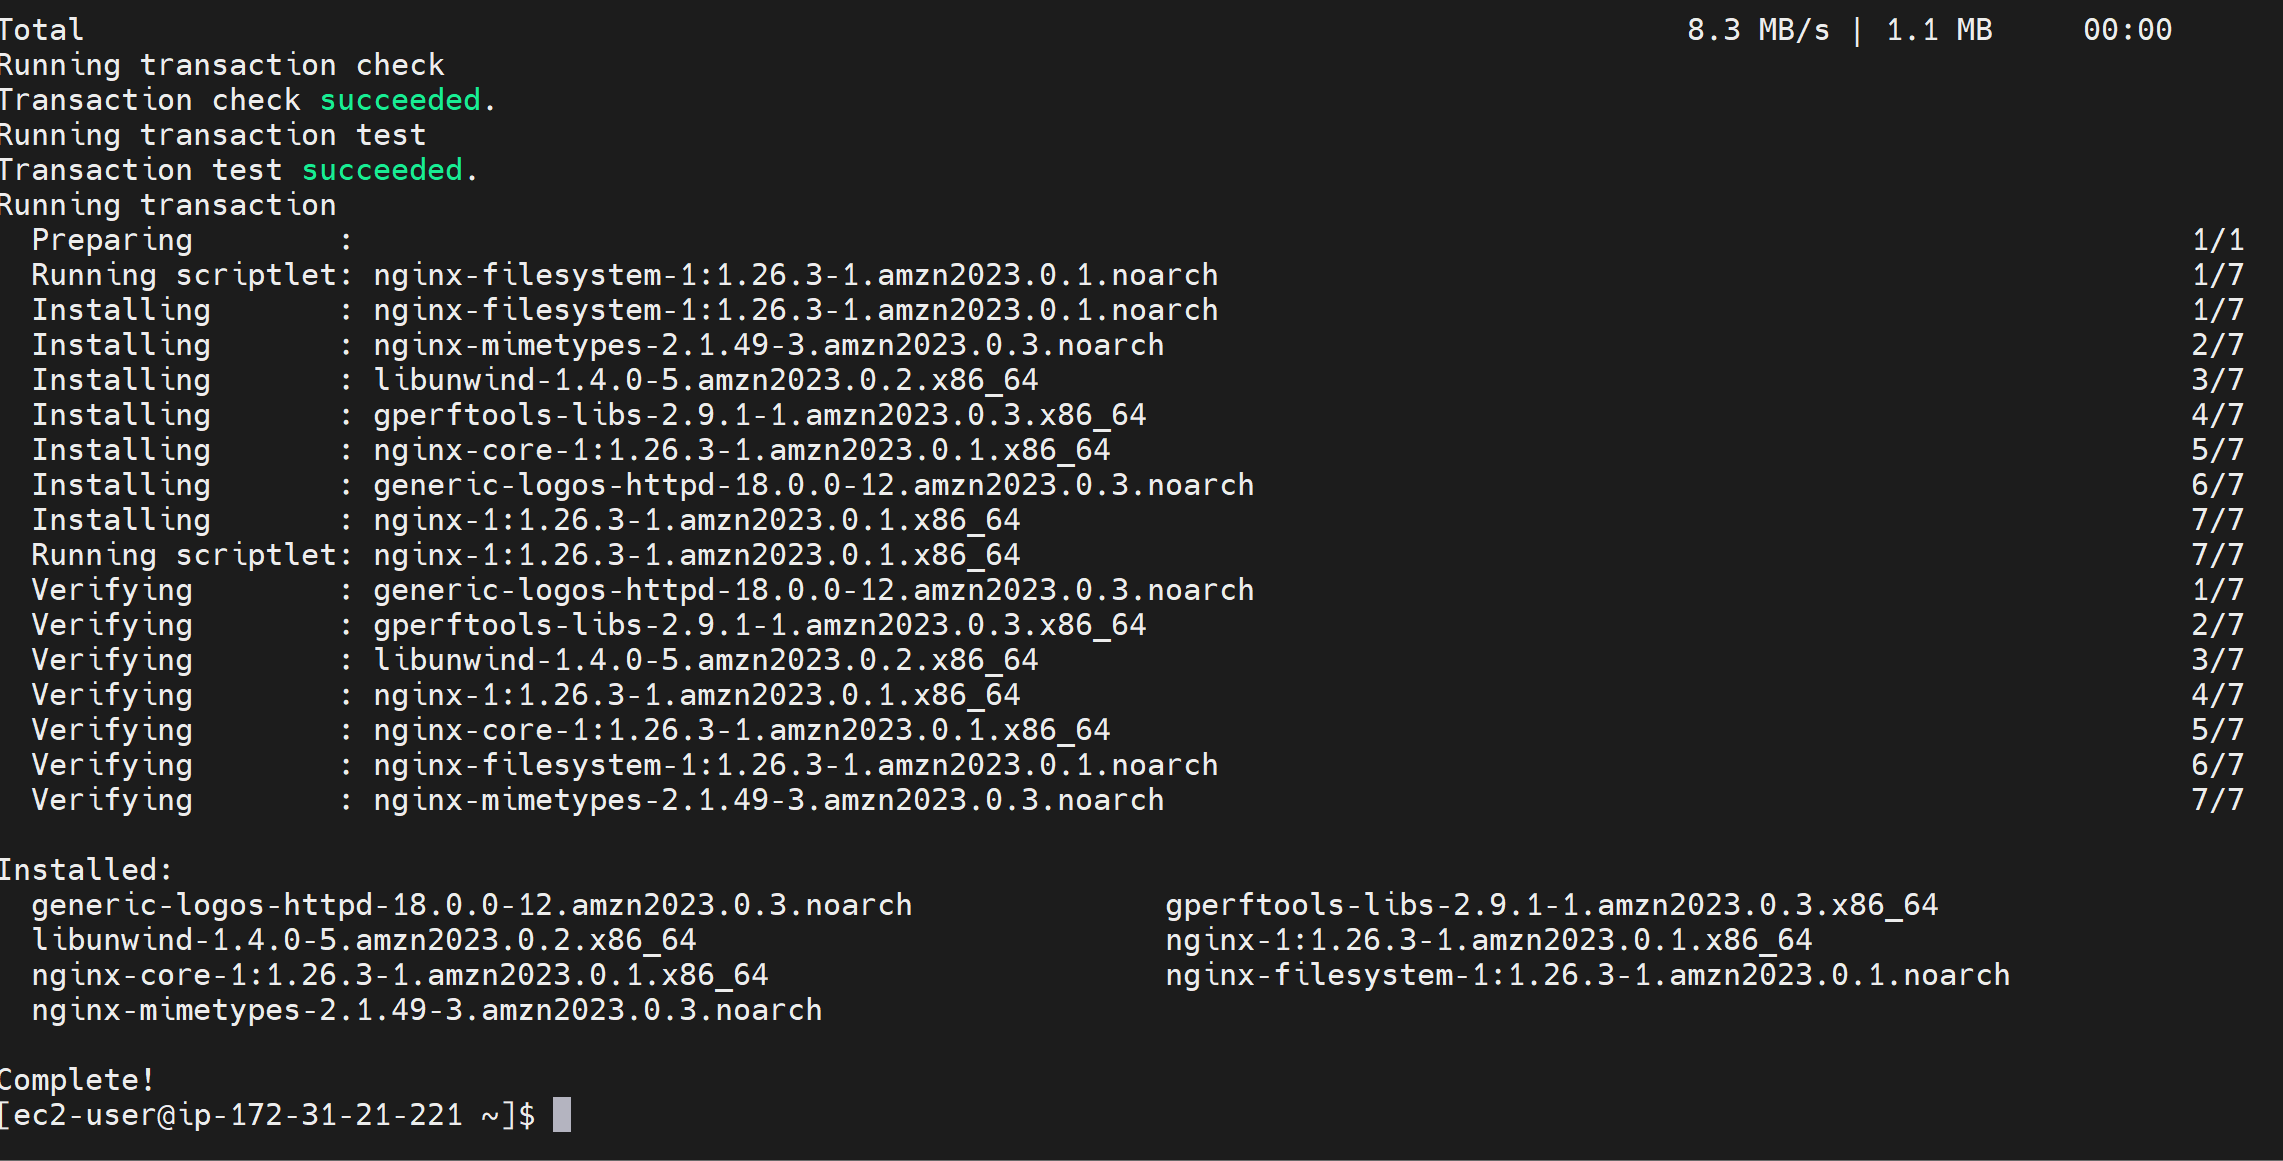 Total 8.3 MB/s | 1.1 MB 00:00
Running transaction check
Transaction check succeeded.
Running transaction test
Transaction test succeeded.
Running transaction
Preparing : 1/1
Running scriptlet: nginx-filesystem-1:1.26.3-1.amzn2023.0.1.noarch 1/7
Installing : nginx-filesystem-1:1.26.3-1.amzn2023.0.1.noarch 1/7
Installing : nginx-mimetypes-2.1.49-3.amzn2023.0.3.noarch 2/7
Installing : libunwind-1.4.0-5.amzn2023.0.2.x86_64 3/7
Installing : gperftools-libs-2.9.1-1.amzn2023.0.3.x86_64 4/7
Installing : nginx-core-1:1.26.3-1.amzn2023.0.1.x86_64 5/7
Installing : generic-logos-httpd-18.0.0-12.amzn2023.0.3.noarch 6/7
Installing : nginx-1:1.26.3-1.amzn2023.0.1.x86_64 7/7
Running scriptlet: nginx-1:1.26.3-1.amzn2023.0.1.x86_64 7/7
Verifying : generic-logos-httpd-18.0.0-12.amzn2023.0.3.noarch 1/7
Verifying : gperftools-libs-2.9.1-1.amzn2023.0.3.x86_64 2/7
Verifying : libunwind-1.4.0-5.amzn2023.0.2.x86_64 3/7
Verifying : nginx-1:1.26.3-1.amzn2023.0.1.x86_64 4/7
Verifying : nginx-core-1:1.26.3-1.amzn2023.0.1.x86_64 5/7
Verifying : nginx-filesystem-1:1.26.3-1.amzn2023.0.1.noarch 6/7
Verifying : nginx-mimetypes-2.1.49-3.amzn2023.0.3.noarch 7/7
Installed:
generic-logos-httpd-18.0.0-12.amzn2023.0.3.noarch gperftools-libs-2.9.1-1.amzn2023.0.3.x86_64
libunwind-1.4.0-5.amzn2023.0.2.x86_64 nginx-1:1.26.3-1.amzn2023.0.1.x86_64
nginx-core-1:1.26.3-1.amzn2023.0.1.x86_64 nginx-filesystem-1:1.26.3-1.amzn2023.0.1.noarch
nginx-mimetypes-2.1.49-3.amzn2023.0.3.noarch
Complete!
[ec2-user@ip-172-31-21-221 ~]$